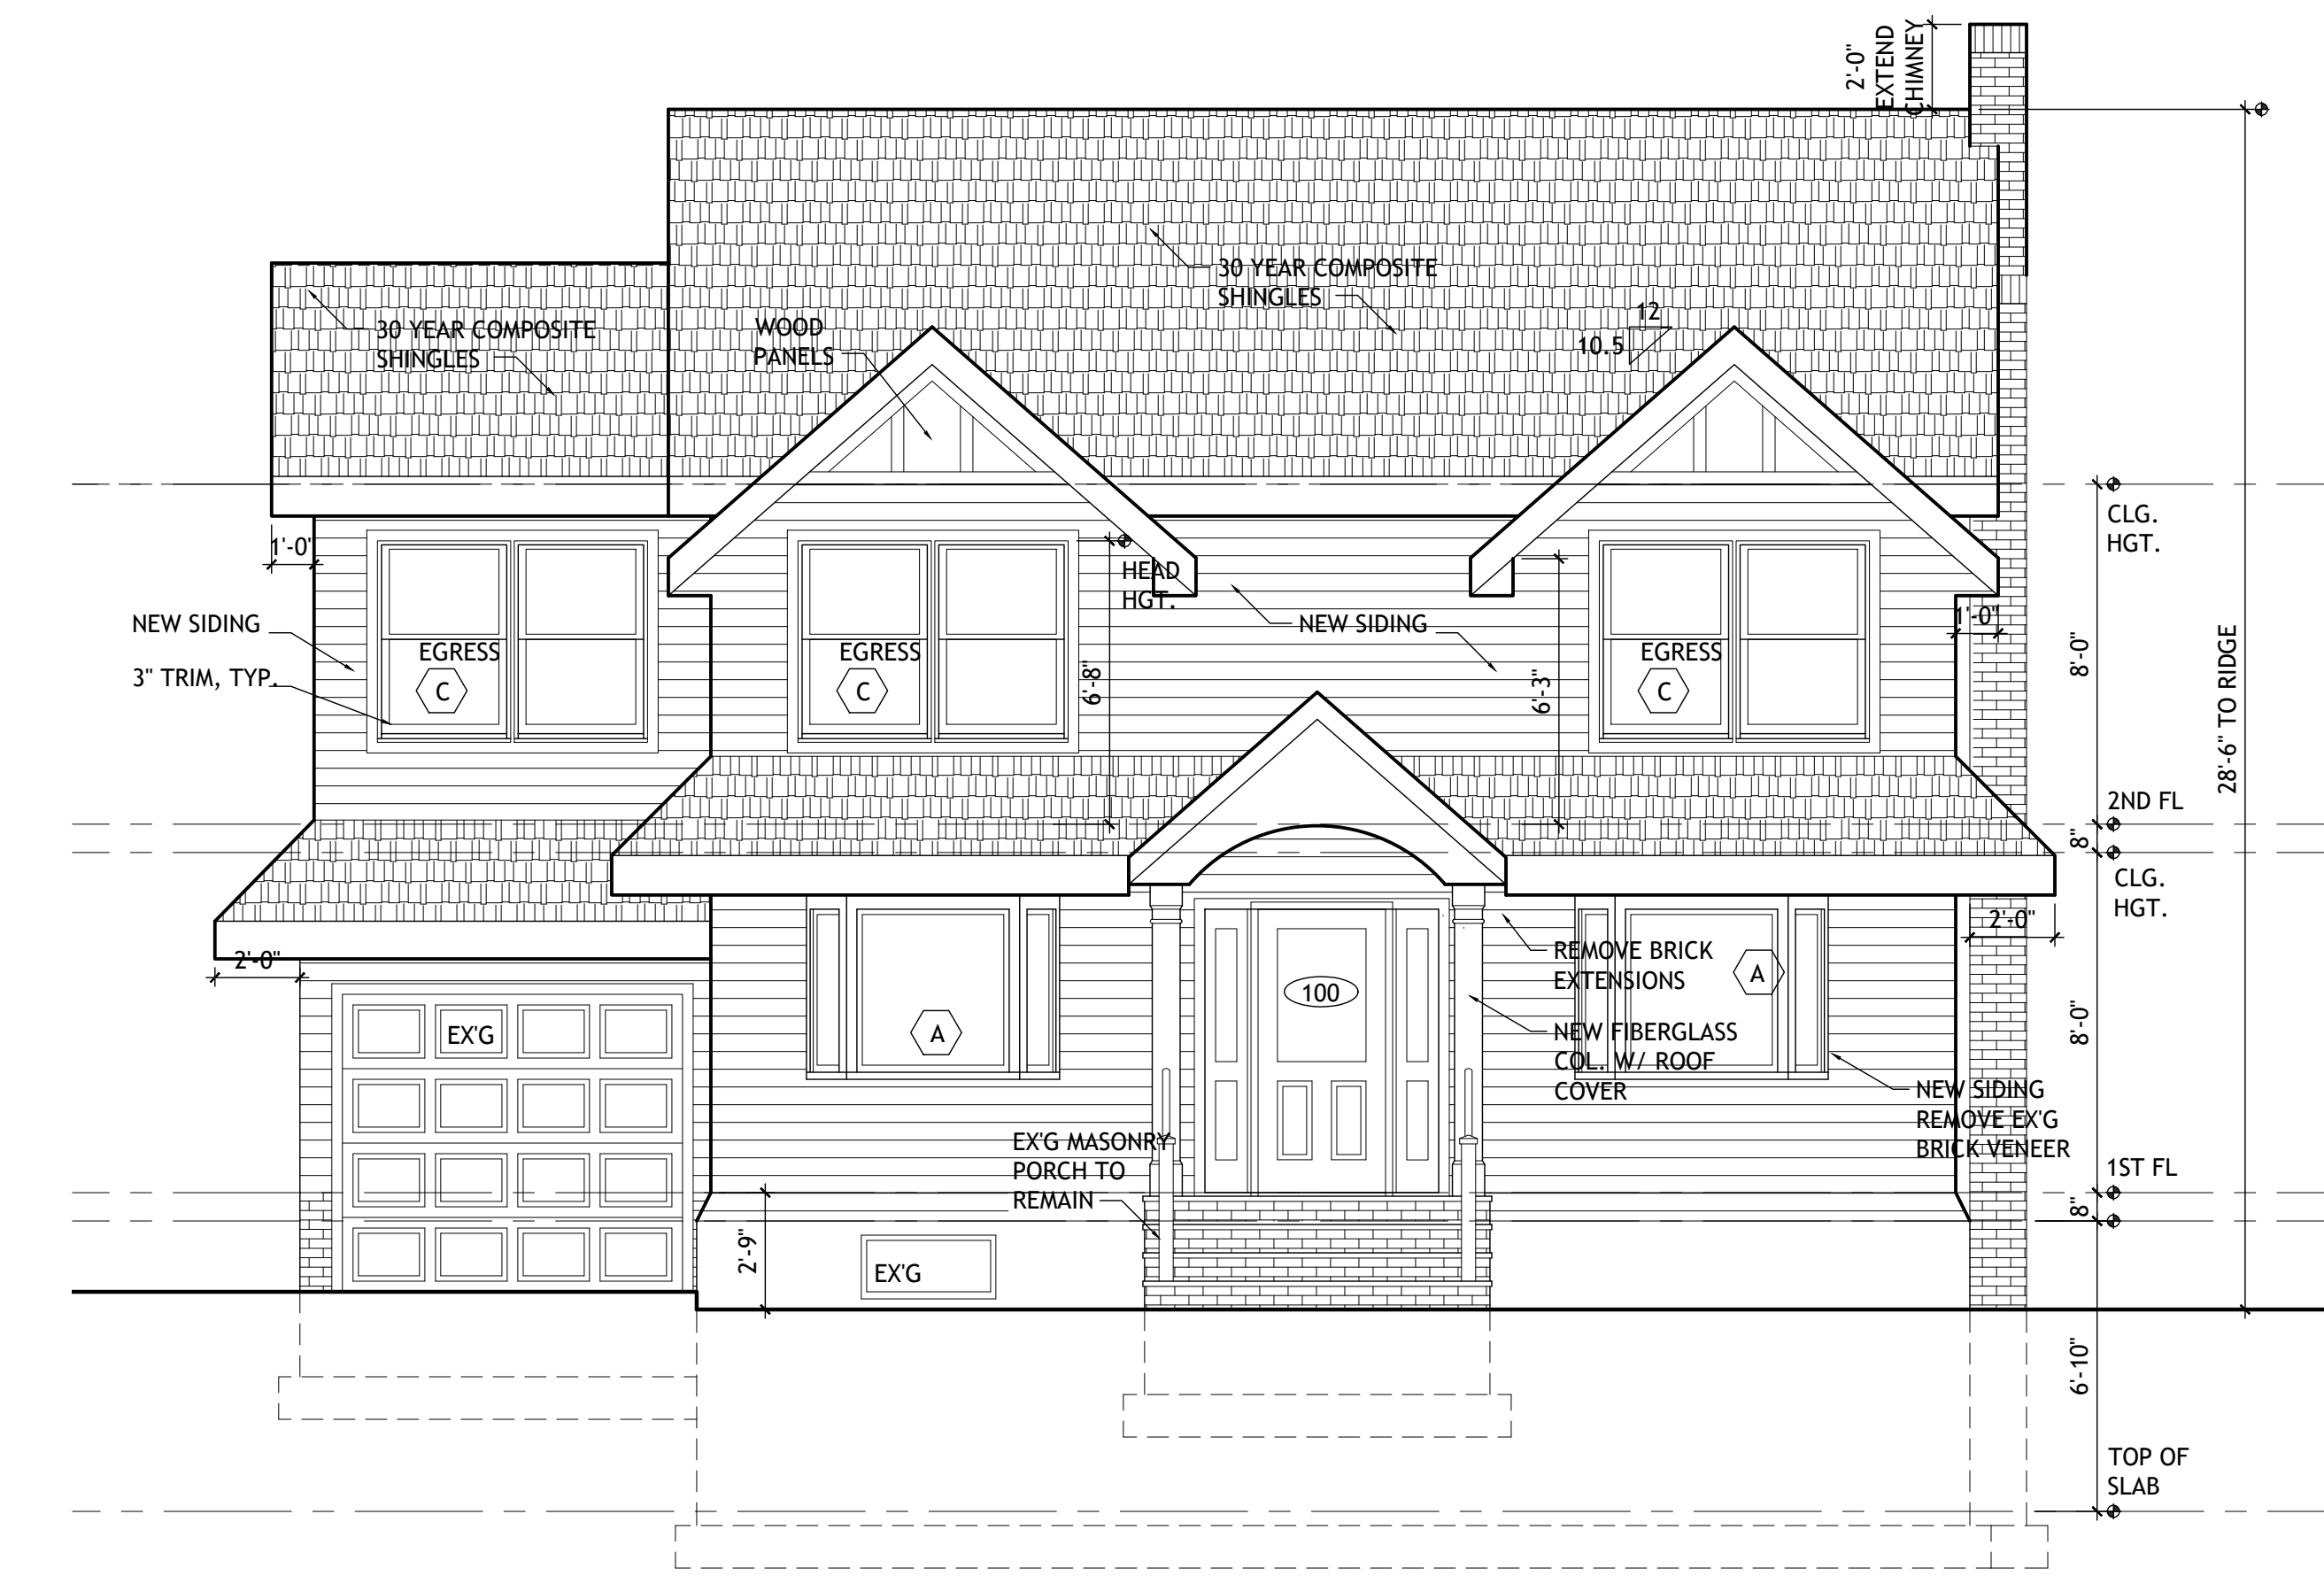 2'-0"
EXTEND
CHIMNEY
30 YEAR COMPOSITE
SHINGLES
12
10.5
30 YEAR COMPOSITE
SHINGLES
WOOD
PANELS
CLG.
HGT.
1'-0"
HEAD
HGT.
NEW SIDING
NEW SIDING
1'-0"
3" TRIM, TYP.
EGRESS
C
EGRESS
C
EGRESS
C
6'-8"
6'-3"
8'-0"
28'-6" TO RIDGE
2ND FL
8"
CLG.
HGT.
2'-0"
2'-0"
REMOVE BRICK
EXTENSIONS
A
100
A
EX'G
NEW FIBERGLASS
COL. W/ ROOF
COVER
8'-0"
NEW SIDING
REMOVE EX'G
BRICK VENEER
EX'G MASONRY
PORCH TO
REMAIN
1ST FL
8"
2'-9"
EX'G
6'-10"
TOP OF
SLAB